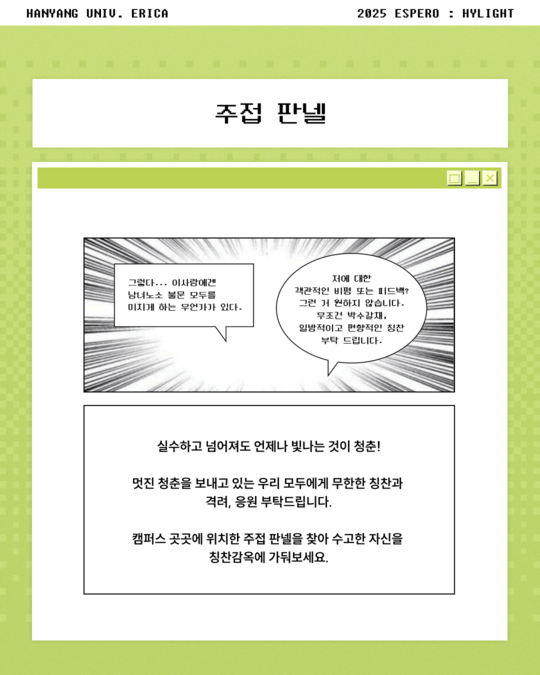 HANYANG UNIV. ERICA
2025 ESPERO : HYLIGHT
주접 판넬
그렇다... 이사람에겐
남녀노소 불문 모두를
미치게 하는 무언가가 있다.
저에 대한
객관적인 비평 또는 피드백?
그런 거 원하지 않습니다.
무조건 박수갈채,
일방적이고 편향적인 칭찬
부탁 드립니다.
실수하고 넘어져도 언제나 빛나는 것이 청춘!
멋진 청춘을 보내고 있는 우리 모두에게 무한한 칭찬과
격려, 응원 부탁드립니다.
캠퍼스 곳곳에 위치한 주접 판넬을 찾아 수고한 자신을
칭찬감옥에 가둬보세요.